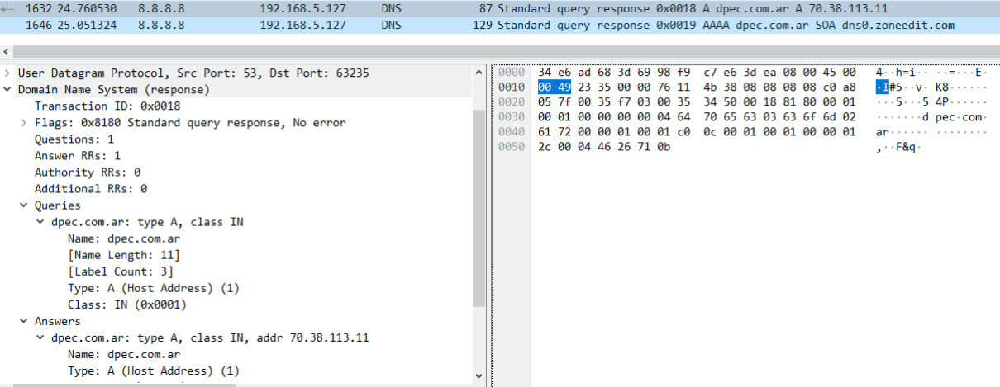 1632 24.760530 8.8.8.8 192.168.5.127 DNS 87 Standard query response 0x0018 A dpec.com.ar A 70.38.113.11
1646 25.051324 8.8.8.8 192.168.5.127 DNS 129 Standard query response 0x0019 AAAA dpec.com.ar SOA dns0.zoneedit.com
User Datagram Protocol, Src Port: 53, Dst Port: 63235
Domain Name System (response)
Transaction ID: 0x0018
Flags: 0x8180 Standard query response, No error
Questions: 1
Answer RRs: 1
Authority RRs: 0
Additional RRs: 0
Queries
dpec.com.ar: type A, class IN
Name: dpec.com.ar
[Name Length: 11]
[Label Count: 3]
Type: A (Host Address) (1)
Class: IN (0x0001)
Answers
dpec.com.ar: type A, class IN, addr 70.38.113.11
Name: dpec.com.ar
Type: A (Host Address) (1)
0000 34 e6 ad 68 3d 69 98 f9 c7 e6 3d ea 08 00 45 00 4··h=i·· ··=···E·
0010 00 49 23 35 00 00 76 11 4b 38 08 08 08 08 c0 a8 ·I#5··v· K8······
0020 05 7f 00 35 f7 03 00 35 34 50 00 18 81 80 00 01 ···5···5 4P······
0030 00 01 00 00 00 00 04 64 70 65 63 03 63 6f 6d 02 ·······d pec·com·
0040 61 72 00 00 01 00 01 c0 0c 00 01 00 01 00 00 01 ar······ ········
0050 2c 00 04 46 26 71 0b ,··F&q·